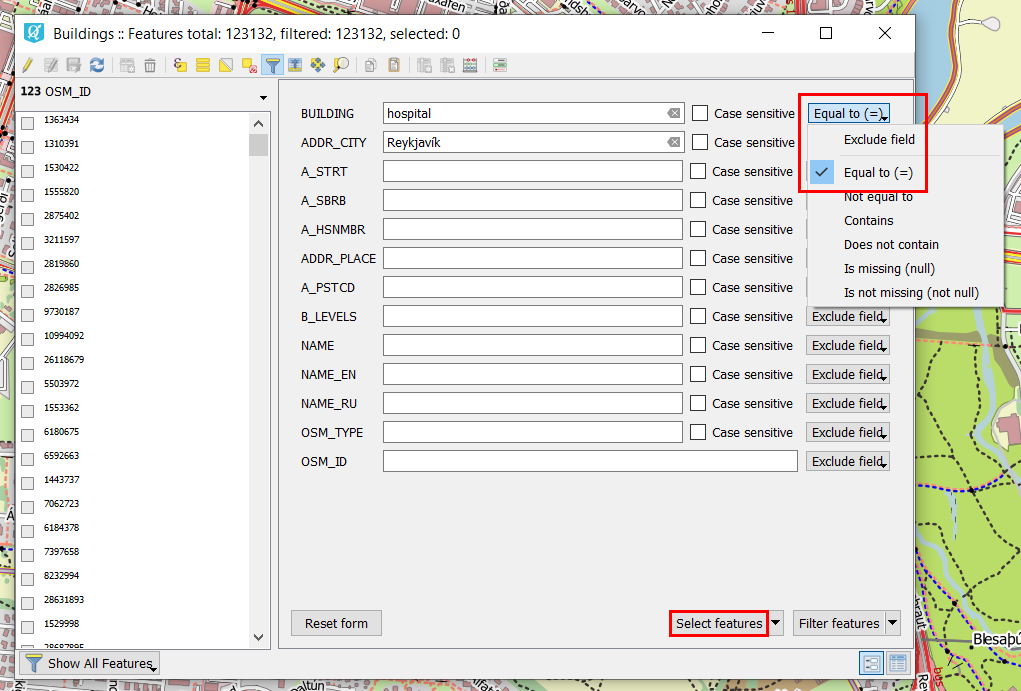 Buildings :: Features total: 123132, filtered: 123132, selected: 0
123 OSM_ID
1363434
1310391
1530422
1555820
2875402
3211597
2819860
2826985
9730187
10994092
26118679
5503972
1553362
6180675
6592663
1443737
7062723
6184378
7397658
8232994
28631893
1529998
28687895
BUILDING hospital Case sensitive Equal to (=)
ADDR_CITY Reykjavík Case sensitive
A_STRT Case sensitive
A_SBRB Case sensitive
A_HSNMBR Case sensitive
ADDR_PLACE Case sensitive
A_PSTCD Case sensitive
B_LEVELS Case sensitive Exclude field
NAME Case sensitive Exclude field
NAME_EN Case sensitive Exclude field
NAME_RU Case sensitive Exclude field
OSM_TYPE Case sensitive Exclude field
OSM_ID Exclude field
Exclude field
Equal to (=)
Not equal to
Contains
Does not contain
Is missing (null)
Is not missing (not null)
Reset form
Select features
Filter features
Show All Features